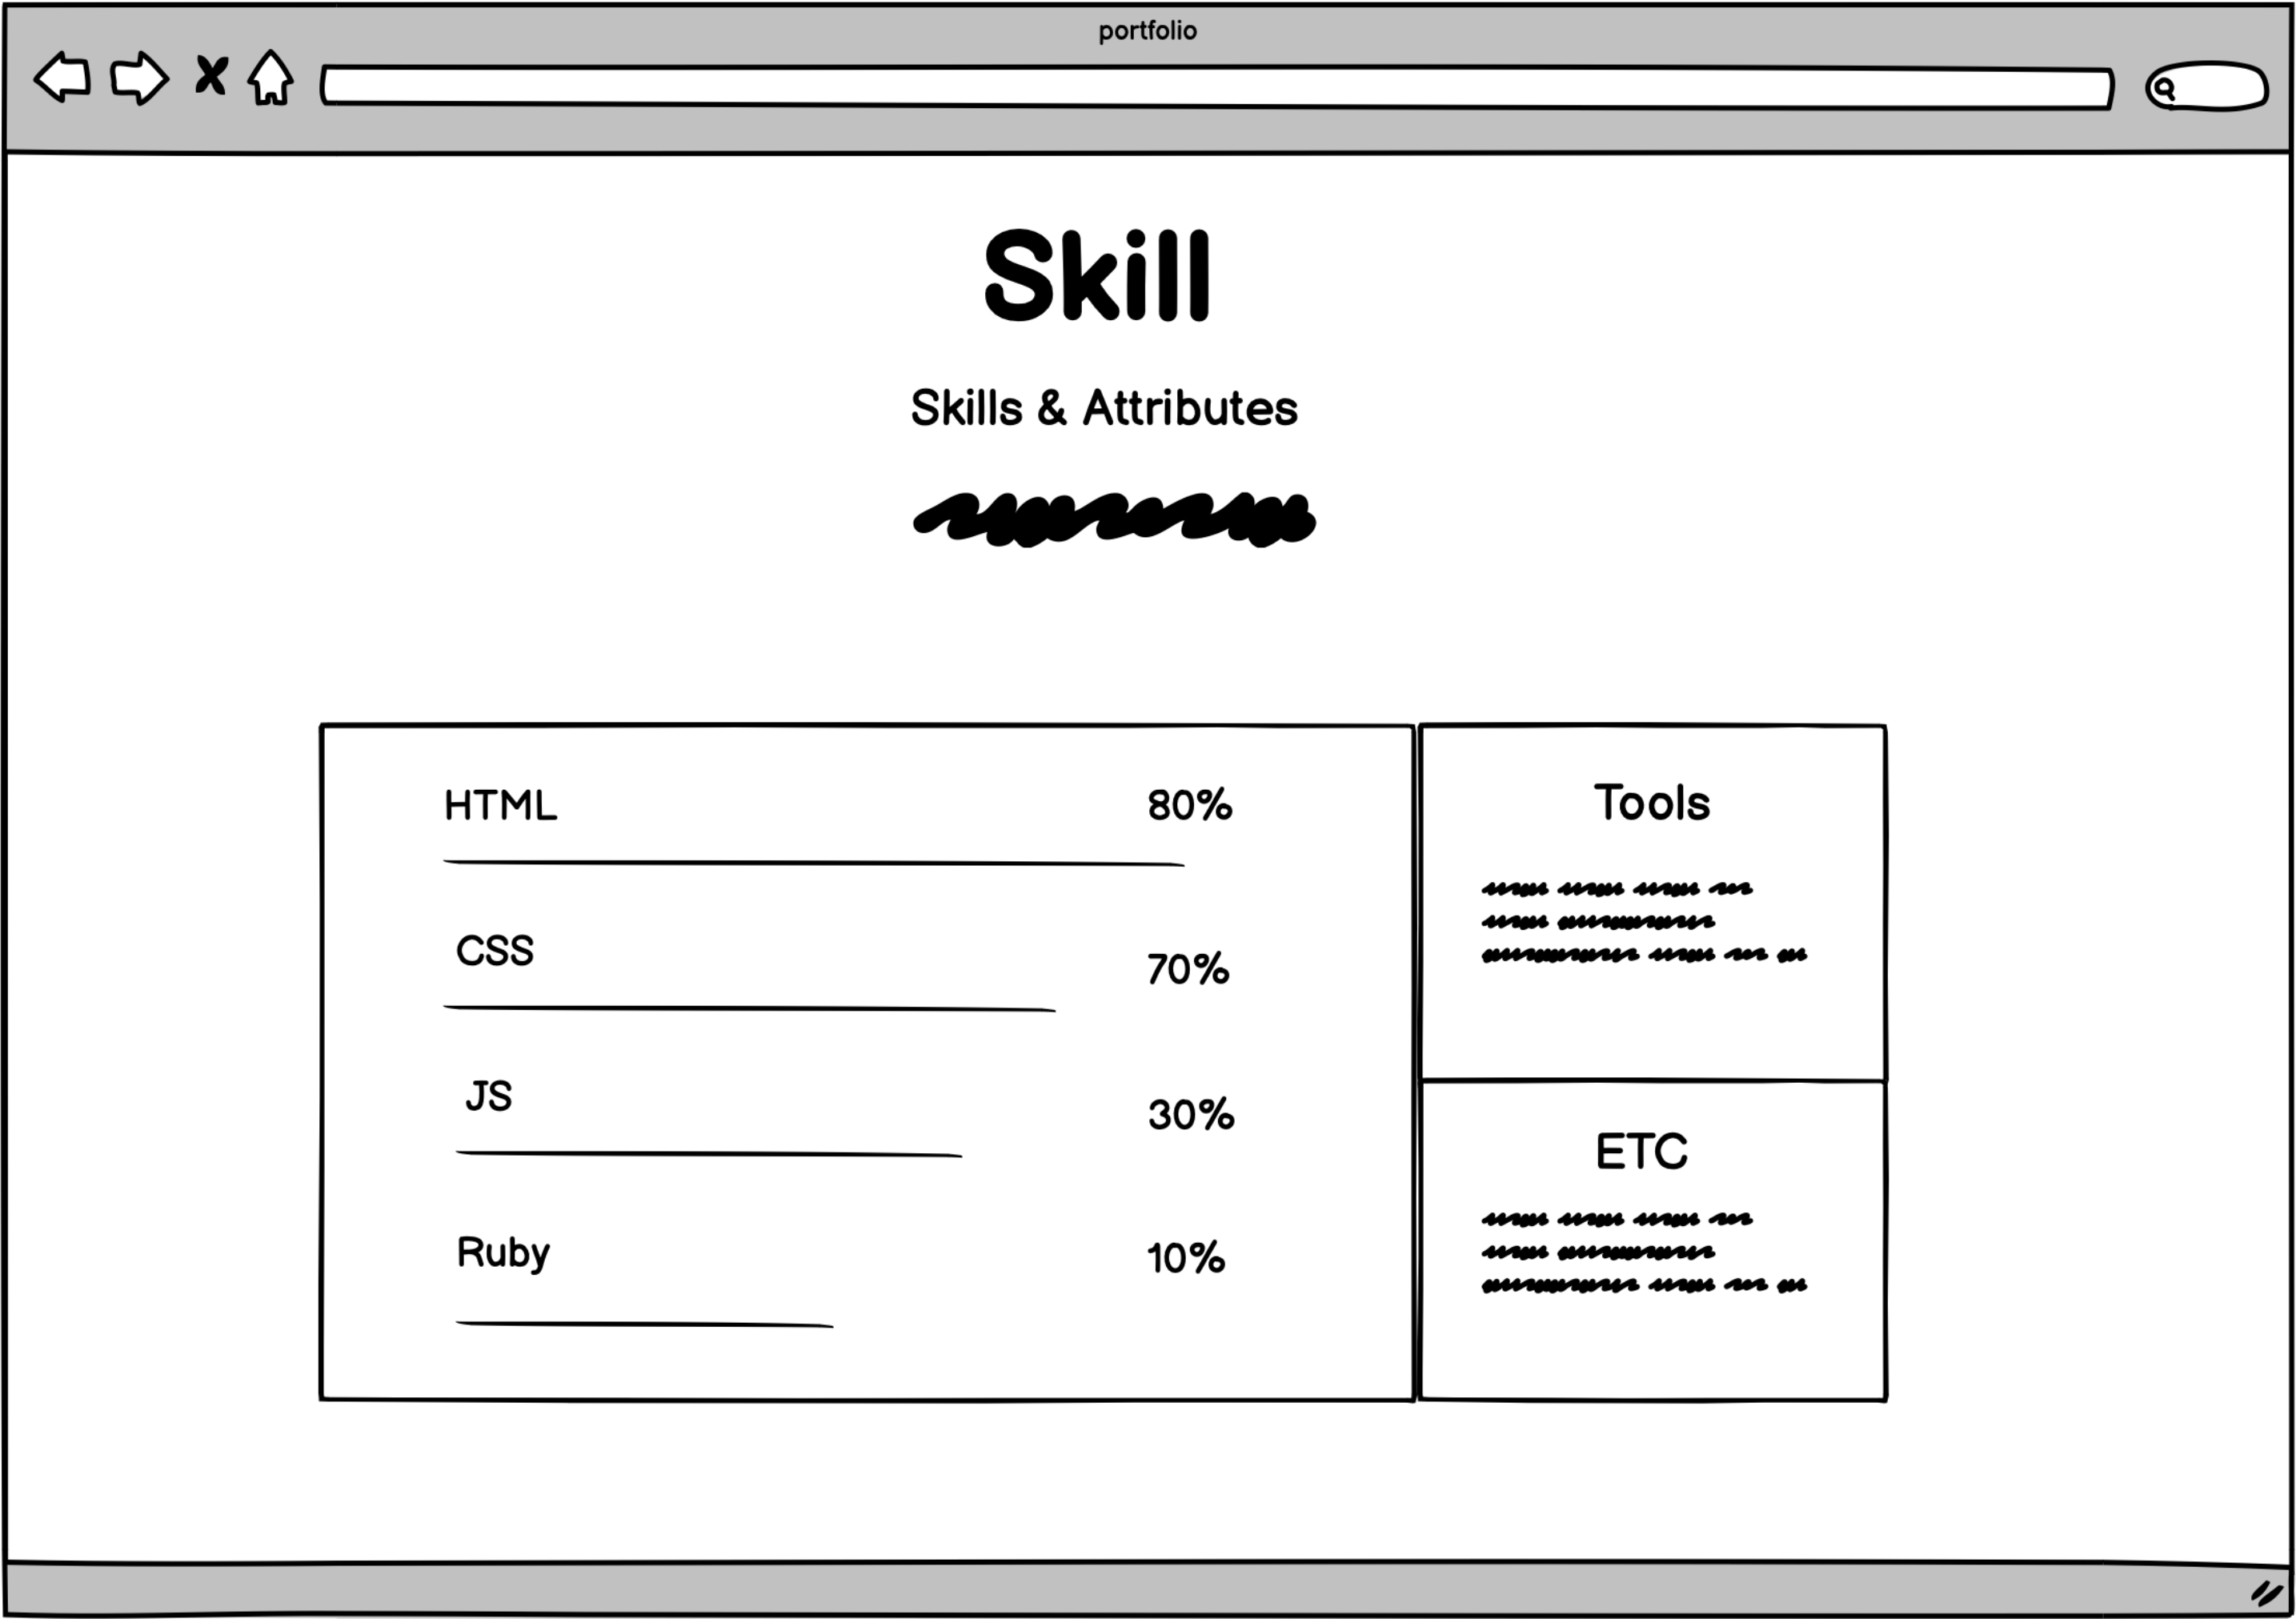 portfolio
Skill
Skills & Attributes
HTML 80%
CSS 70%
JS 30%
Ruby 10%
Tools
ETC